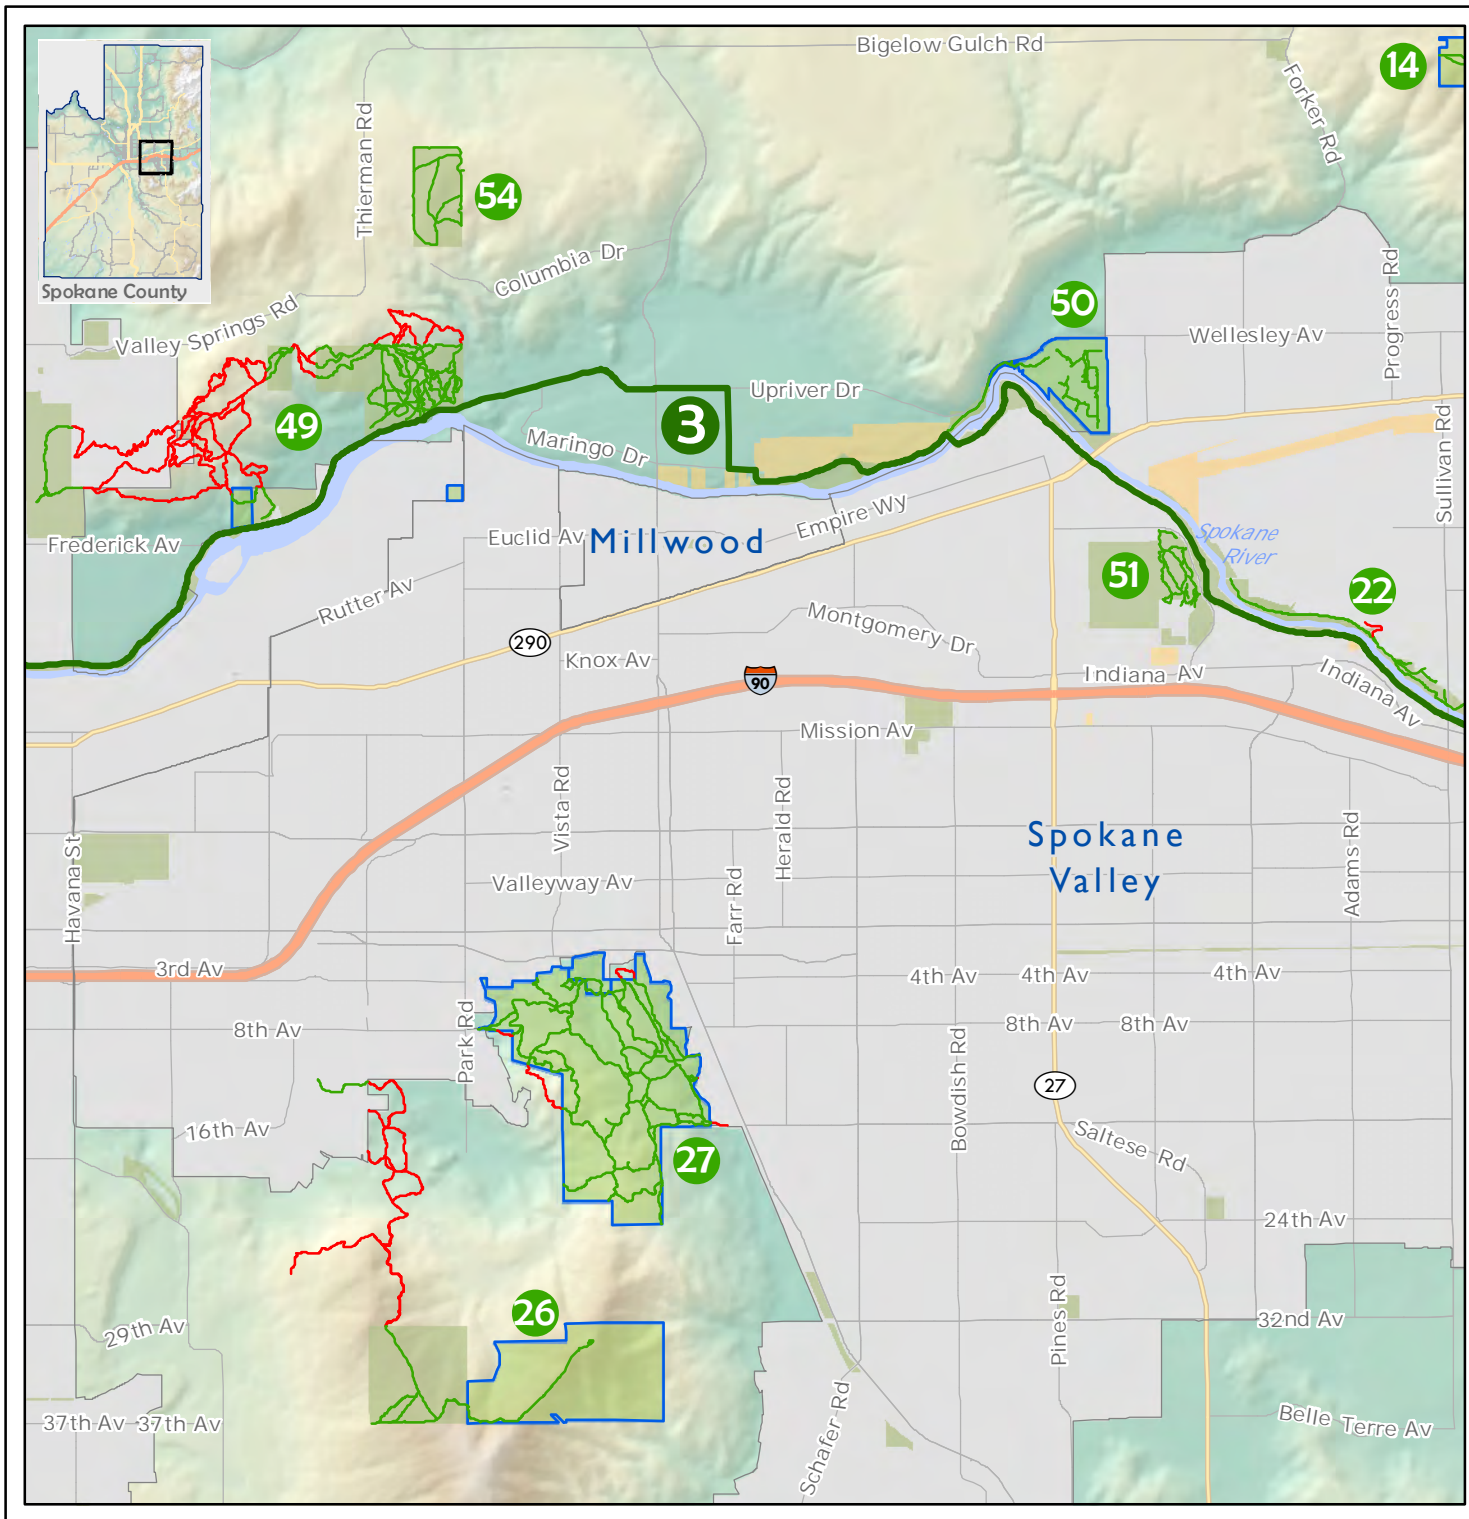 Bigelow Gulch Rd
14
Forker Rd
Thierman Rd
54
Columbia Dr
Spokane County
Valley Springs Rd
50
Wellesley Av
Progress Rd
Upriver Dr
49
3
Maringo Dr
Sullivan Rd
Empire Wy
Frederick Av
Euclid Av
Millwood
Spokane
River
51
22
Rutter Av
290
Montgomery Dr
Knox Av
90
Indiana Av
Indiana Av
Mission Av
Vista Rd
Herald Rd
Spokane
Valley
Adams Rd
Havana St
Valleyway Av
Farr Rd
3rd Av
4th Av
4th Av
4th Av
8th Av
Park Rd
8th Av
8th Av
Bowdish Rd
27
16th Av
Saltese Rd
27
24th Av
26
Pines Rd
29th Av
32nd Av
Schafer Rd
37th Av
37th Av
Belle Terre Av